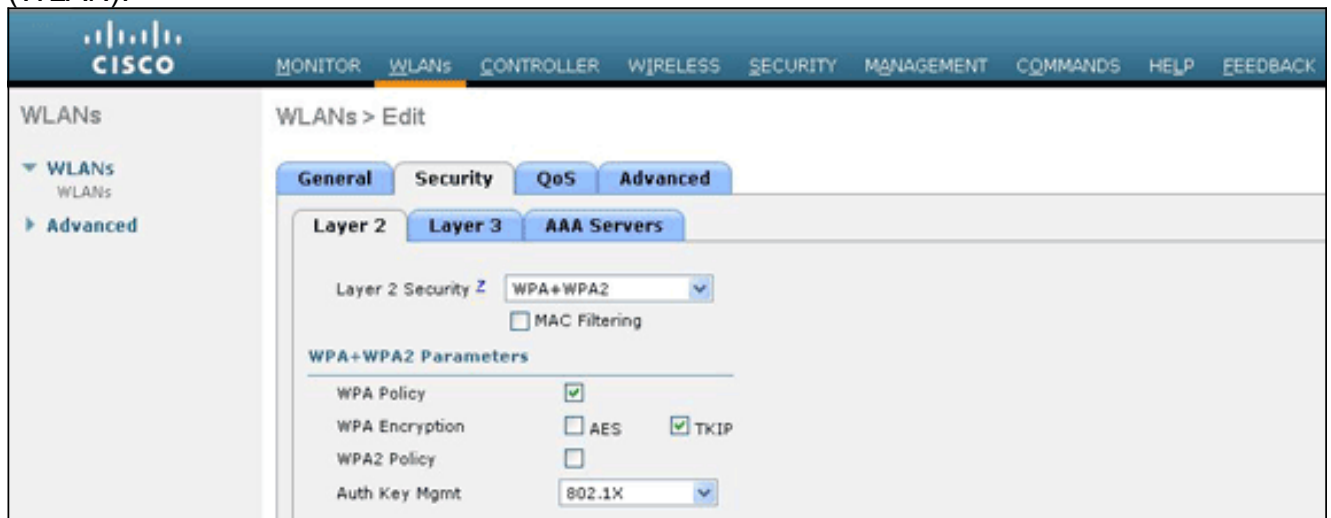 (WLAN).
CISCO
MONITOR WLANs CONTROLLER WIRELESS SECURITY MANAGEMENT COMMANDS HELP FEEDBACK
WLANs
WLANs > Edit
WLANs
WLANs
Advanced
General Security QoS Advanced
Layer 2 Layer 3 AAA Servers
Layer 2 Security Z WPA+WPA2
MAC Filtering
WPA+WPA2 Parameters
WPA Policy
WPA Encryption AES TKIP
WPA2 Policy
Auth Key Mgmt 802.1X